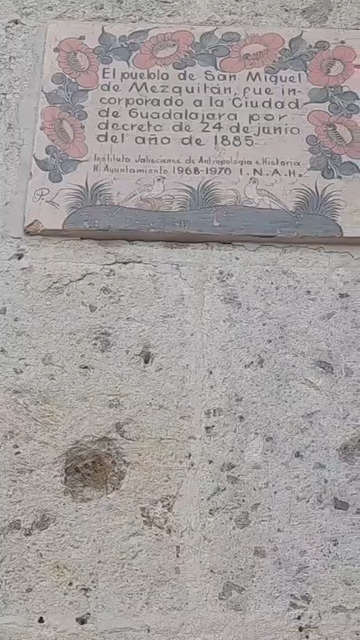 El pueblo de San Miguel
de Mezquitán, fue in-
corporado a la Ciudad
de Guadalajara por
decreto de 24 de junio
del año de 1885
Instituto Jalisciense de Antropología e Historia
H. Ayuntamiento 1968-1970 I.N.A.H.